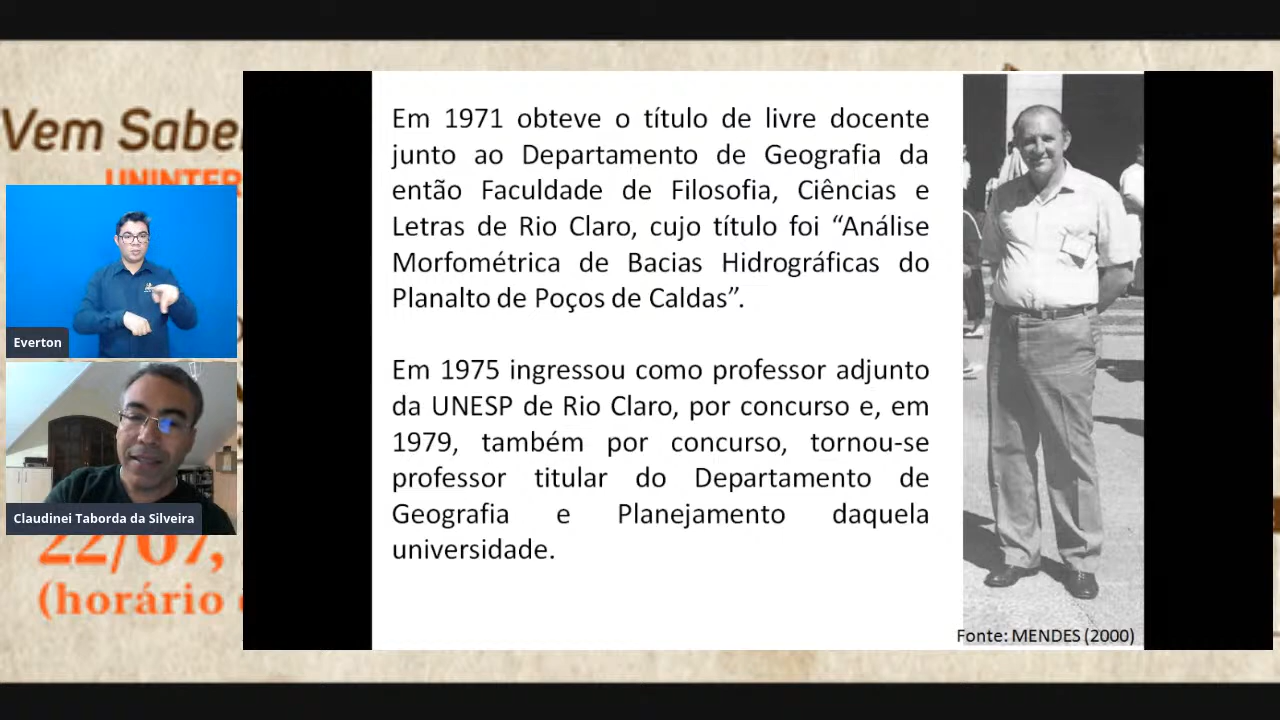 Vem Sabe
UNINTER
Everton
Claudinei Taborda da Silveira
22/07,
(horário
Em 1971 obteve o título de livre docente
junto ao Departamento de Geografia da
então Faculdade de Filosofia, Ciências e
Letras de Rio Claro, cujo título foi “Análise
Morfométrica de Bacias Hidrográficas do
Planalto de Poços de Caldas”.
Em 1975 ingressou como professor adjunto
da UNESP de Rio Claro, por concurso e, em
1979, também por concurso, tornou-se
professor titular do Departamento de
Geografia e Planejamento daquela
universidade.
Fonte: MENDES (2000)